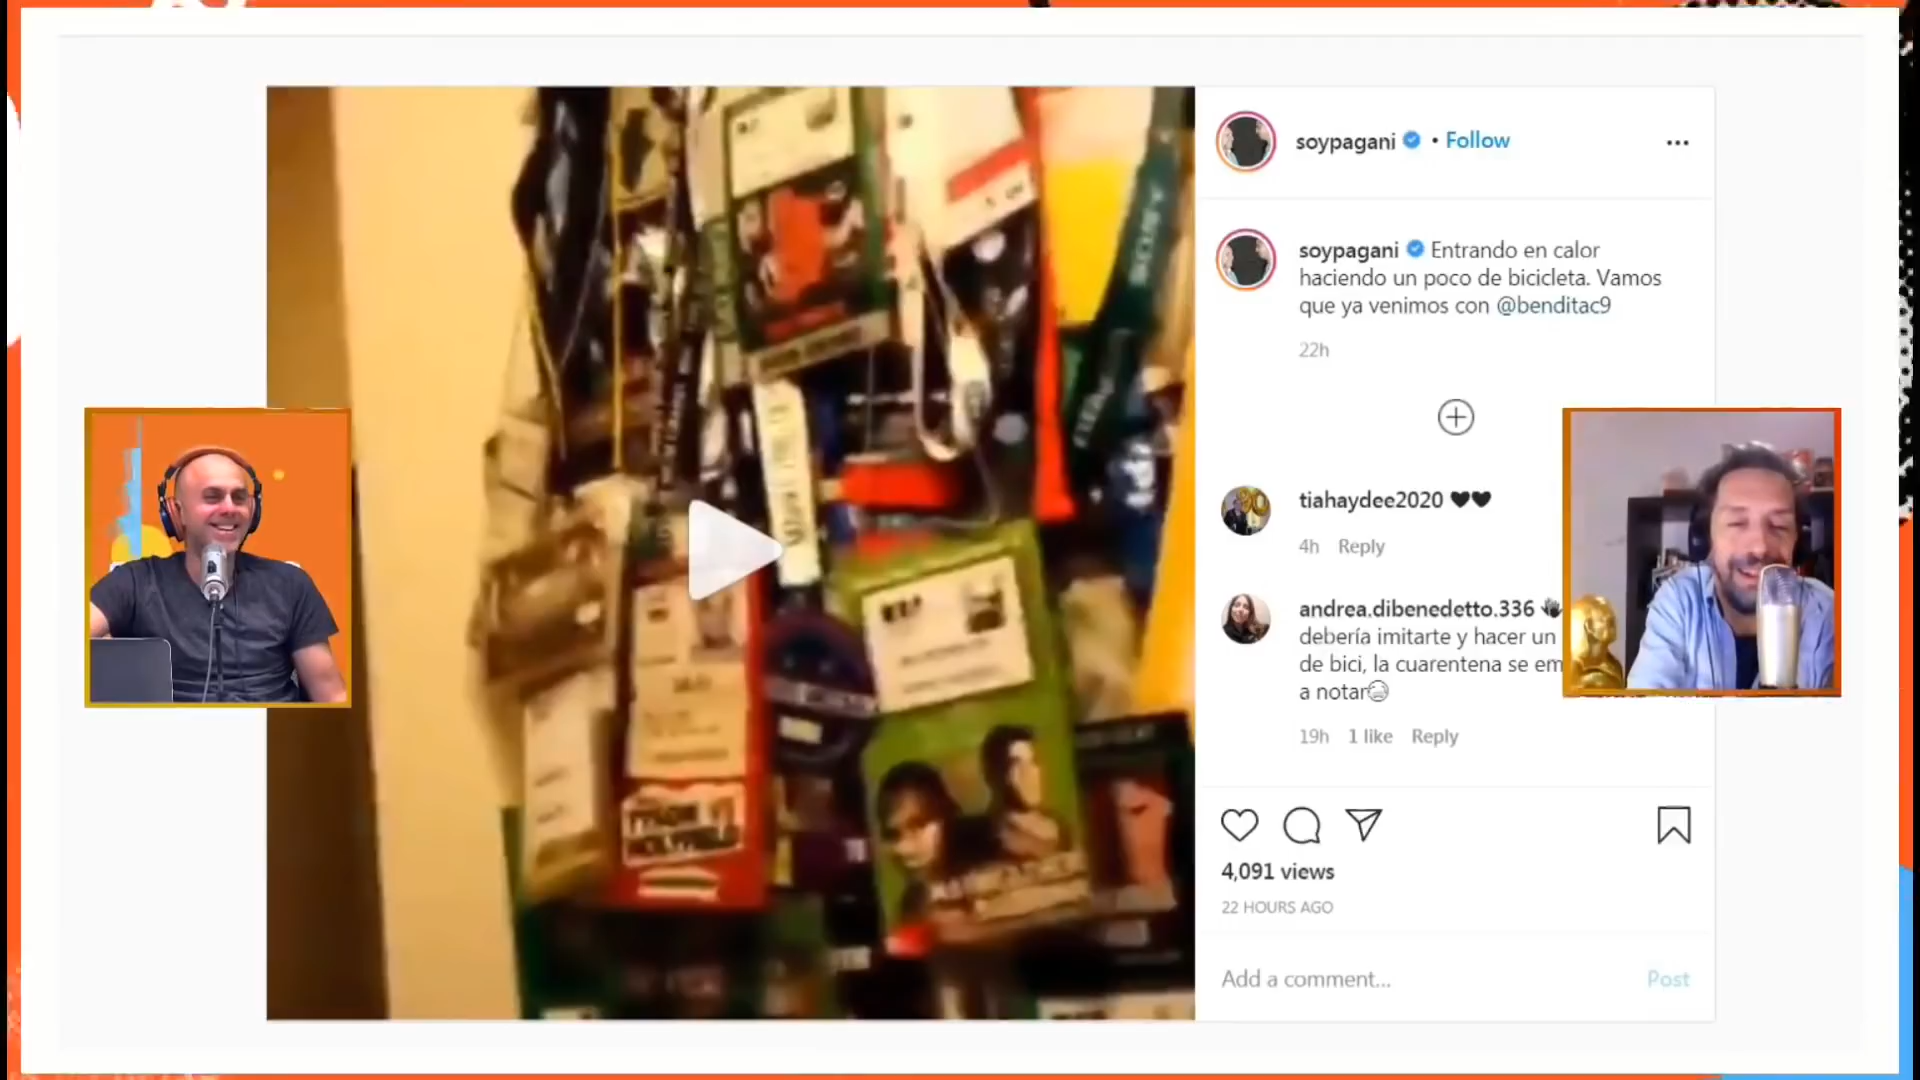 soypagani • Follow
soypagani Entrando en calor
haciendo un poco de bicicleta. Vamos
que ya venimos con @benditac9
22h
tiahaydee2020 🖤🖤
4h Reply
andrea.dibenedetto.336
debería imitarte y hacer un
de bici, la cuarentena se em
a notar
19h 1 like Reply
4,091 views
22 HOURS AGO
Add a comment... Post
SONY